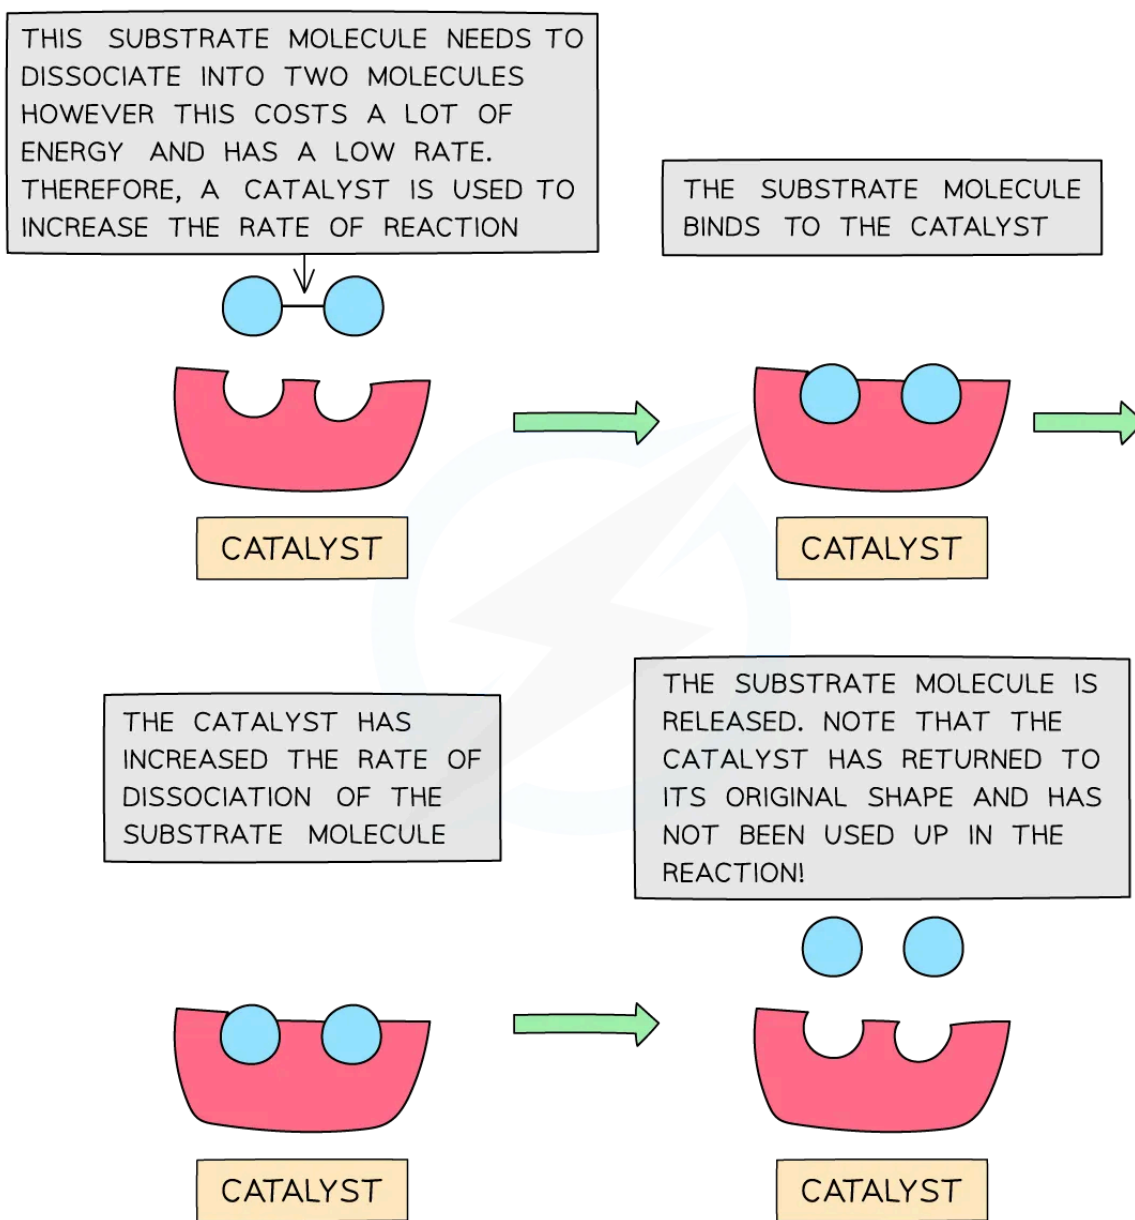 THIS SUBSTRATE MOLECULE NEEDS TO
DISSOCIATE INTO TWO MOLECULES
HOWEVER THIS COSTS A LOT OF
ENERGY AND HAS A LOW RATE.
THEREFORE, A CATALYST IS USED TO
INCREASE THE RATE OF REACTION
THE SUBSTRATE MOLECULE
BINDS TO THE CATALYST
CATALYST
CATALYST
THE CATALYST HAS
INCREASED THE RATE OF
DISSOCIATION OF THE
SUBSTRATE MOLECULE
THE SUBSTRATE MOLECULE IS
RELEASED. NOTE THAT THE
CATALYST HAS RETURNED TO
ITS ORIGINAL SHAPE AND HAS
NOT BEEN USED UP IN THE
REACTION!
CATALYST
CATALYST